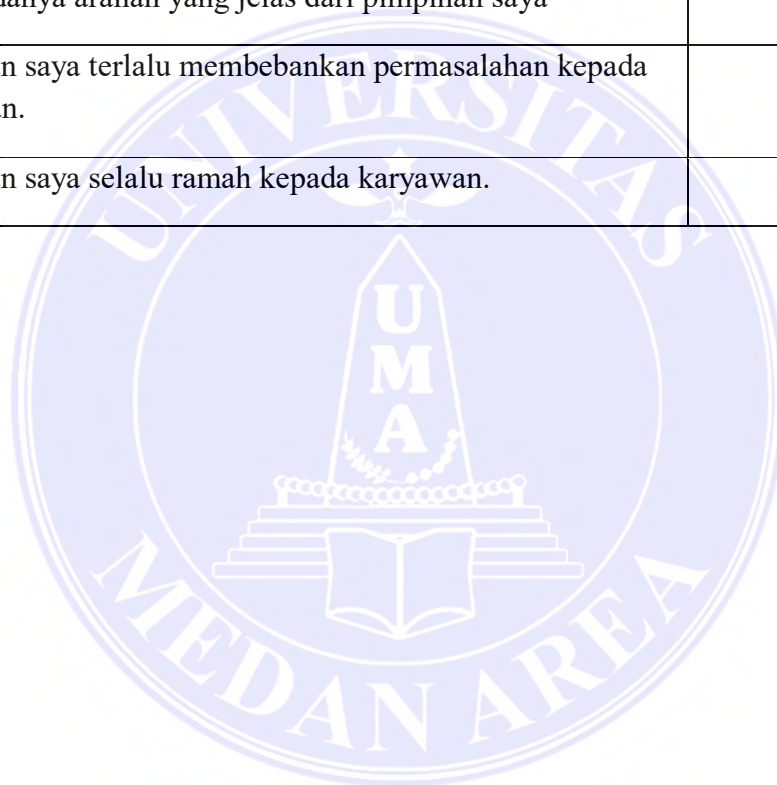 danya arahan yang jelas dari pimpinan saya
n saya terlalu membebankan permasalahan kepada
n.
n saya selalu ramah kepada karyawan.
UNIVERSITAS
U
M
A
MEDAN AREA